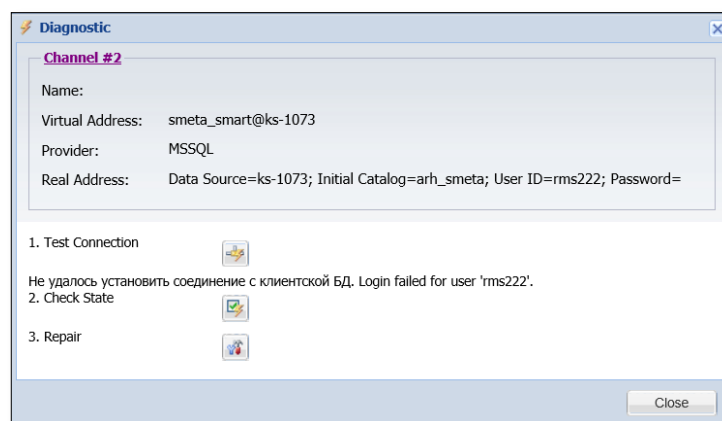 Diagnostic
Channel #2
Name:
Virtual Address: smeta_smart@ks-1073
Provider: MSSQL
Real Address: Data Source=ks-1073; Initial Catalog=arh_smeta; User ID=rms222; Password=
1. Test Connection
Не удалось установить соединение с клиентской БД. Login failed for user 'rms222'.
2. Check State
3. Repair
Close